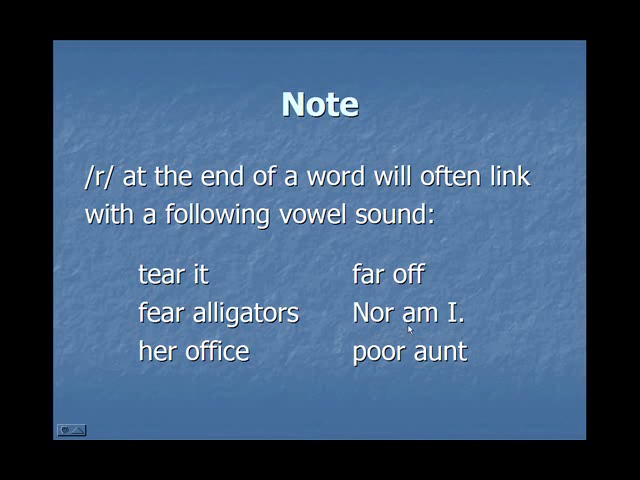 Note
/r/ at the end of a word will often link
with a following vowel sound:
tear it
fear alligators
her office
far off
Nor am I.
poor aunt